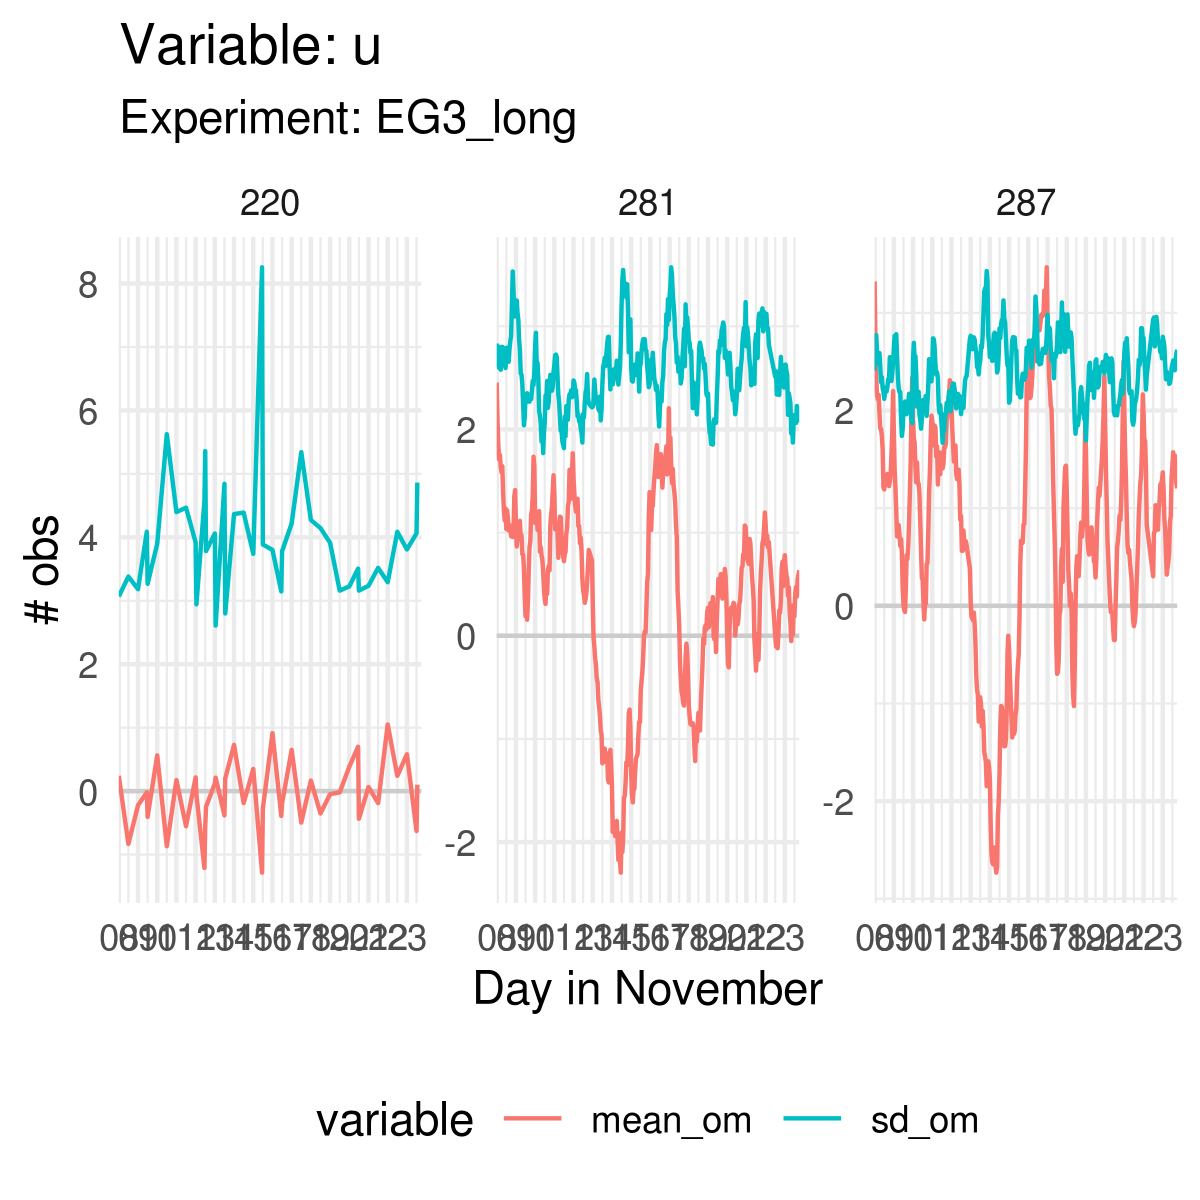 Variable: u
Experiment: EG3_long
220 281 287
8
6
4
2
0
2
0
-2
2
0
-2
# obs
Day in November
variable mean_om sd_om